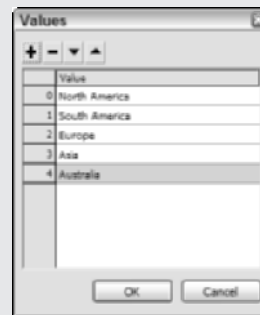 Values
Value
0 North America
1 South America
2 Europe
3 Asia
4 Australia
OK Cancel